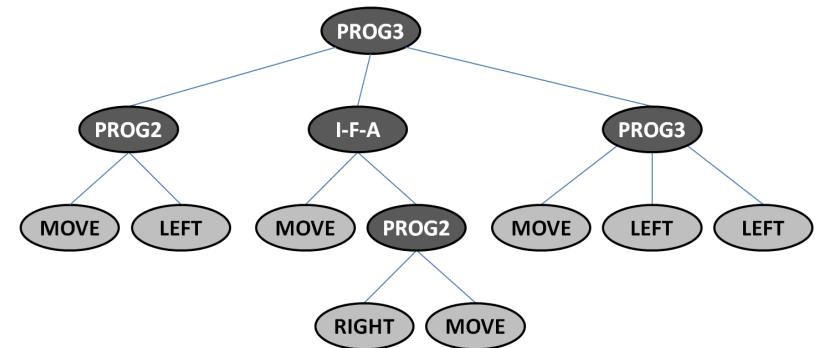 PROG3
PROG2 I-F-A PROG3
MOVE LEFT MOVE PROG2 MOVE LEFT LEFT
RIGHT MOVE